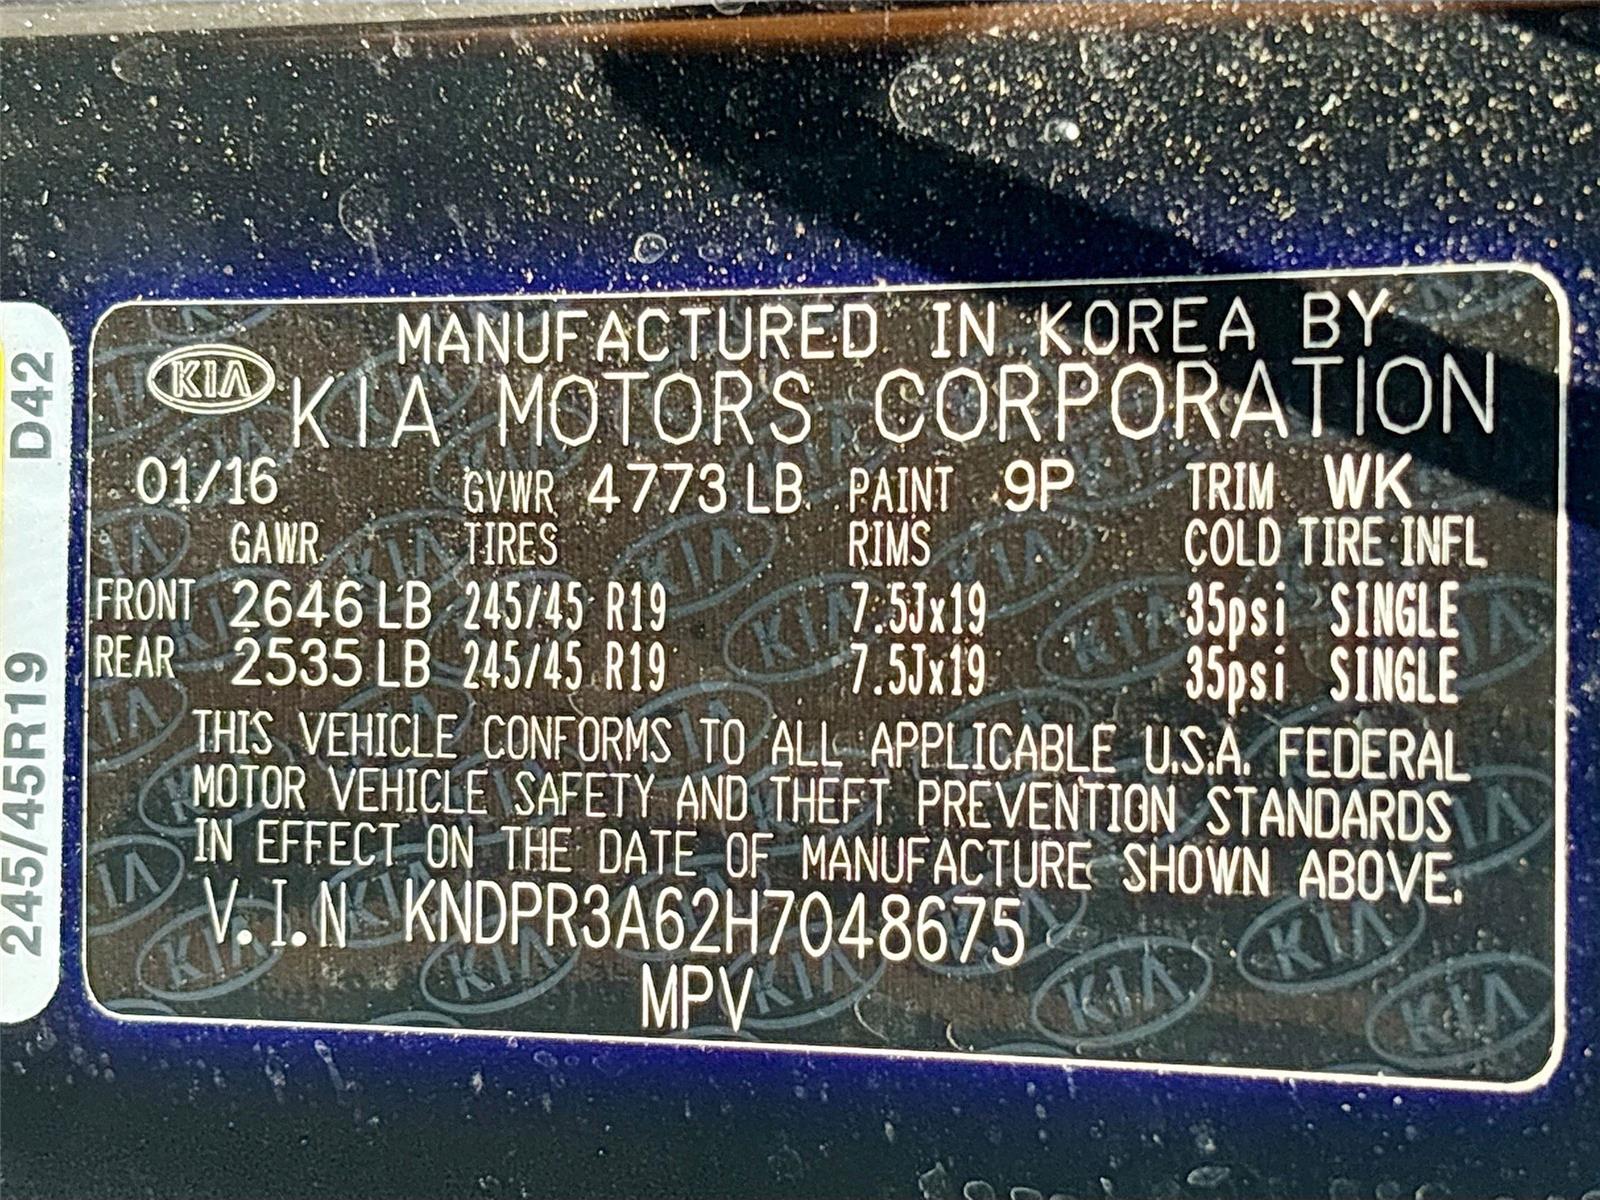 KIA
MANUFACTURED IN KOREA BY
KIA MOTORS CORPORATION
01/16 GVWR 4773 LB PAINT 9P TRIM WK
GAWR TIRES RIMS COLD TIRE INFL
FRONT 2646 LB 245/45 R19 7.5Jx19 35psi SINGLE
REAR 2535 LB 245/45 R19 7.5Jx19 35psi SINGLE
THIS VEHICLE CONFORMS TO ALL APPLICABLE U.S.A. FEDERAL
MOTOR VEHICLE SAFETY AND THEFT PREVENTION STANDARDS
IN EFFECT ON THE DATE OF MANUFACTURE SHOWN ABOVE.
V.I.N KNDPR3A62H7048675
MPV
245/45R19 D42